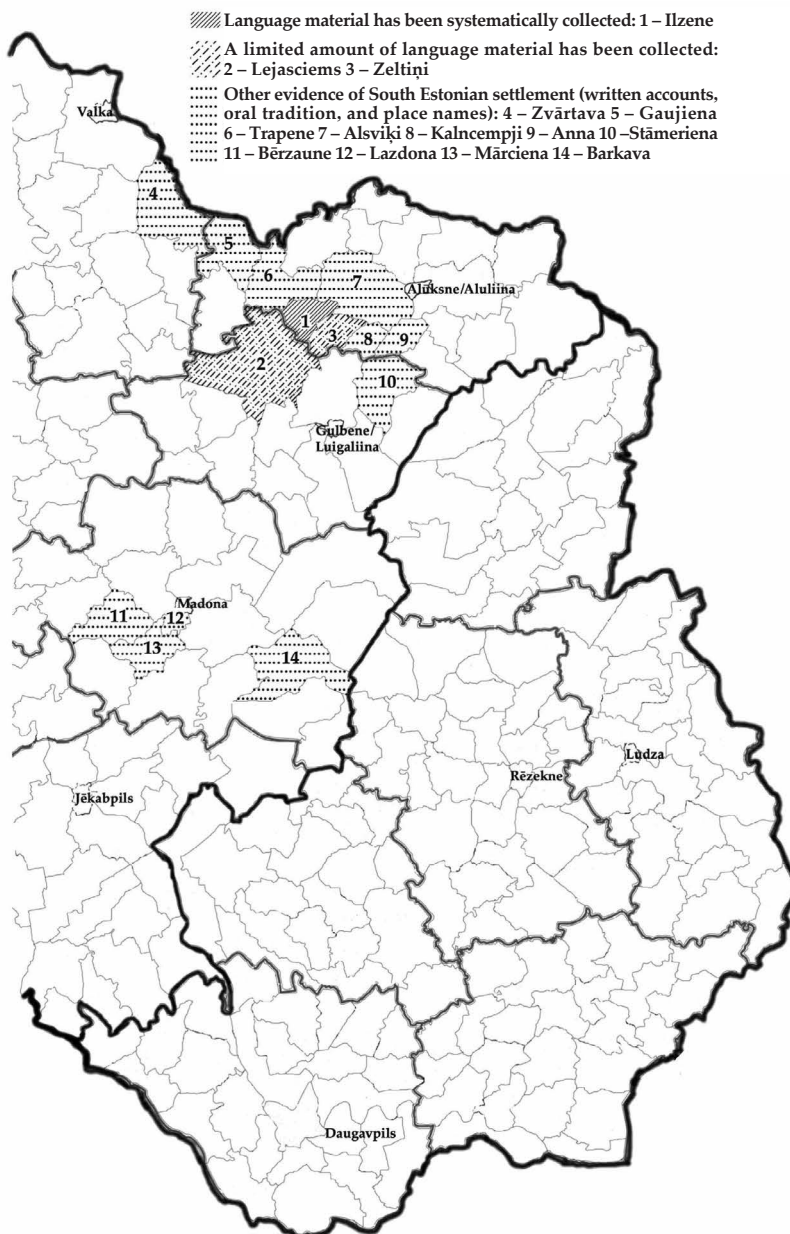 Language material has been systematically collected: 1 – Ilzene
A limited amount of language material has been collected:
2 – Lejasciems 3 – Zeltiņi
Other evidence of South Estonian settlement (written accounts,
oral tradition, and place names): 4 – Zvārtava 5 – Gaujiena
6 – Trapene 7 – Alsviķi 8 – Kalncempji 9 – Anna 10 –Stāmeriena
11 – Bērzaune 12 – Lazdona 13 – Mārciena 14 – Barkava
Valka
4
5
6
7
Alūksne/Alūliina
1
3
8
9
2
10
Gulbene/
Luigaliina
Madona
11
12
13
14
Ludza
Rēzekne
Jēkabpils
Daugavpils